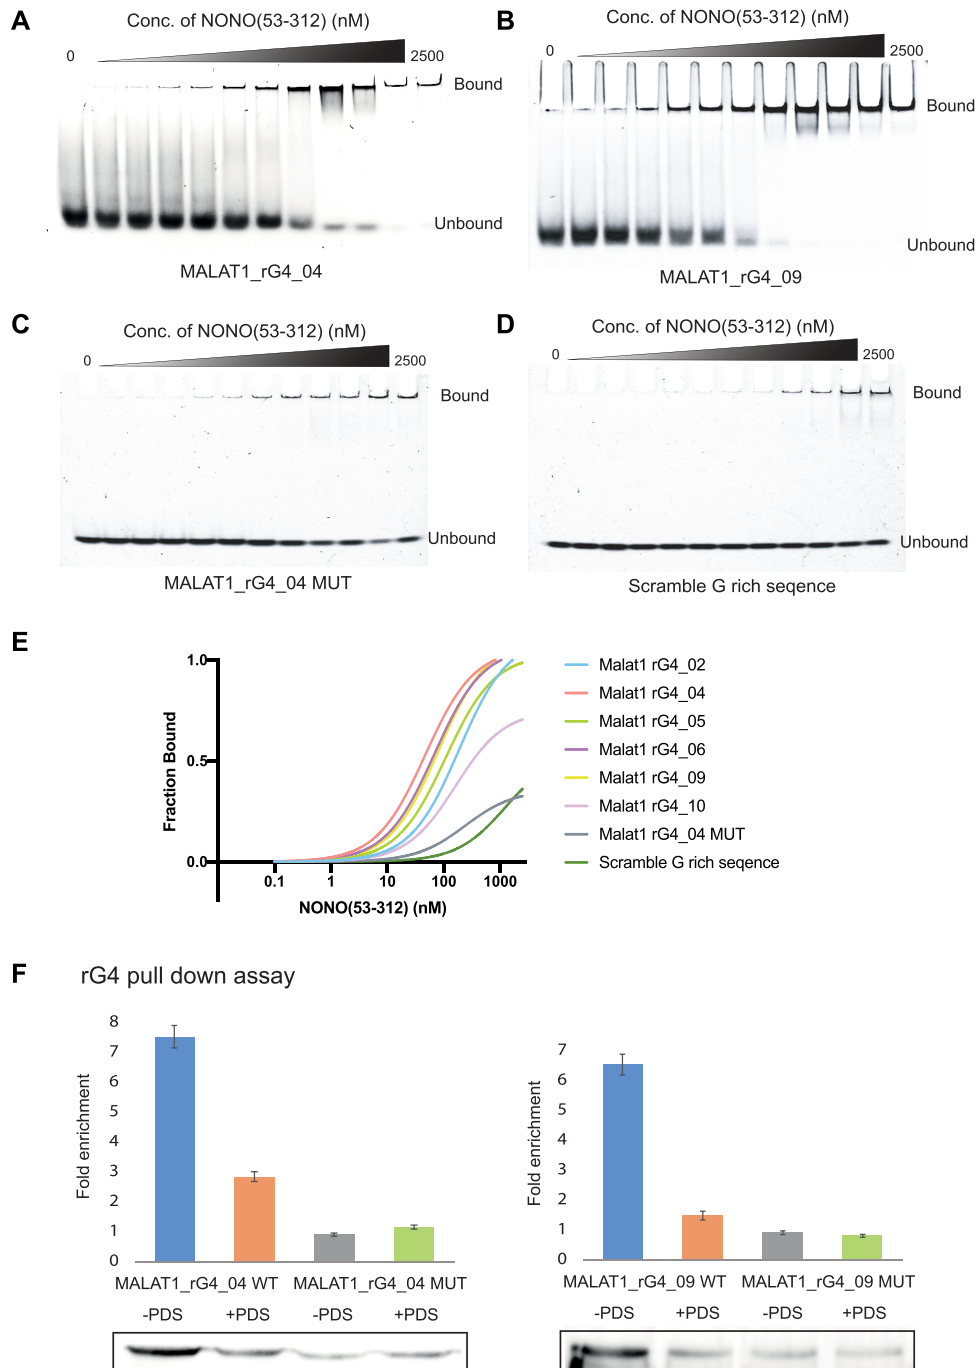 A
Conc. of NONO(53-312) (nM)
0
2500
Bound
Unbound
MALAT1_rG4_04
B
Conc. of NONO(53-312) (nM)
0
2500
Bound
Unbound
MALAT1_rG4_09
C
Conc. of NONO(53-312) (nM)
0
2500
Bound
Unbound
MALAT1_rG4_04 MUT
D
Conc. of NONO(53-312) (nM)
0
2500
Bound
Unbound
Scramble G rich seqence
E
1.0
0.5
0.0
Fraction Bound
0.1 1 10 100 1000
NONO(53-312) (nM)
Malat1 rG4_02
Malat1 rG4_04
Malat1 rG4_05
Malat1 rG4_06
Malat1 rG4_09
Malat1 rG4_10
Malat1 rG4_04 MUT
Scramble G rich seqence
F
rG4 pull down assay
8
7
6
5
4
3
2
1
0
Fold enrichment
MALAT1_rG4_04 WT MALAT1_rG4_04 MUT
-PDS +PDS -PDS +PDS
7
6
5
4
3
2
1
0
Fold enrichment
MALAT1_rG4_09 WT MALAT1_rG4_09 MUT
-PDS +PDS -PDS +PDS